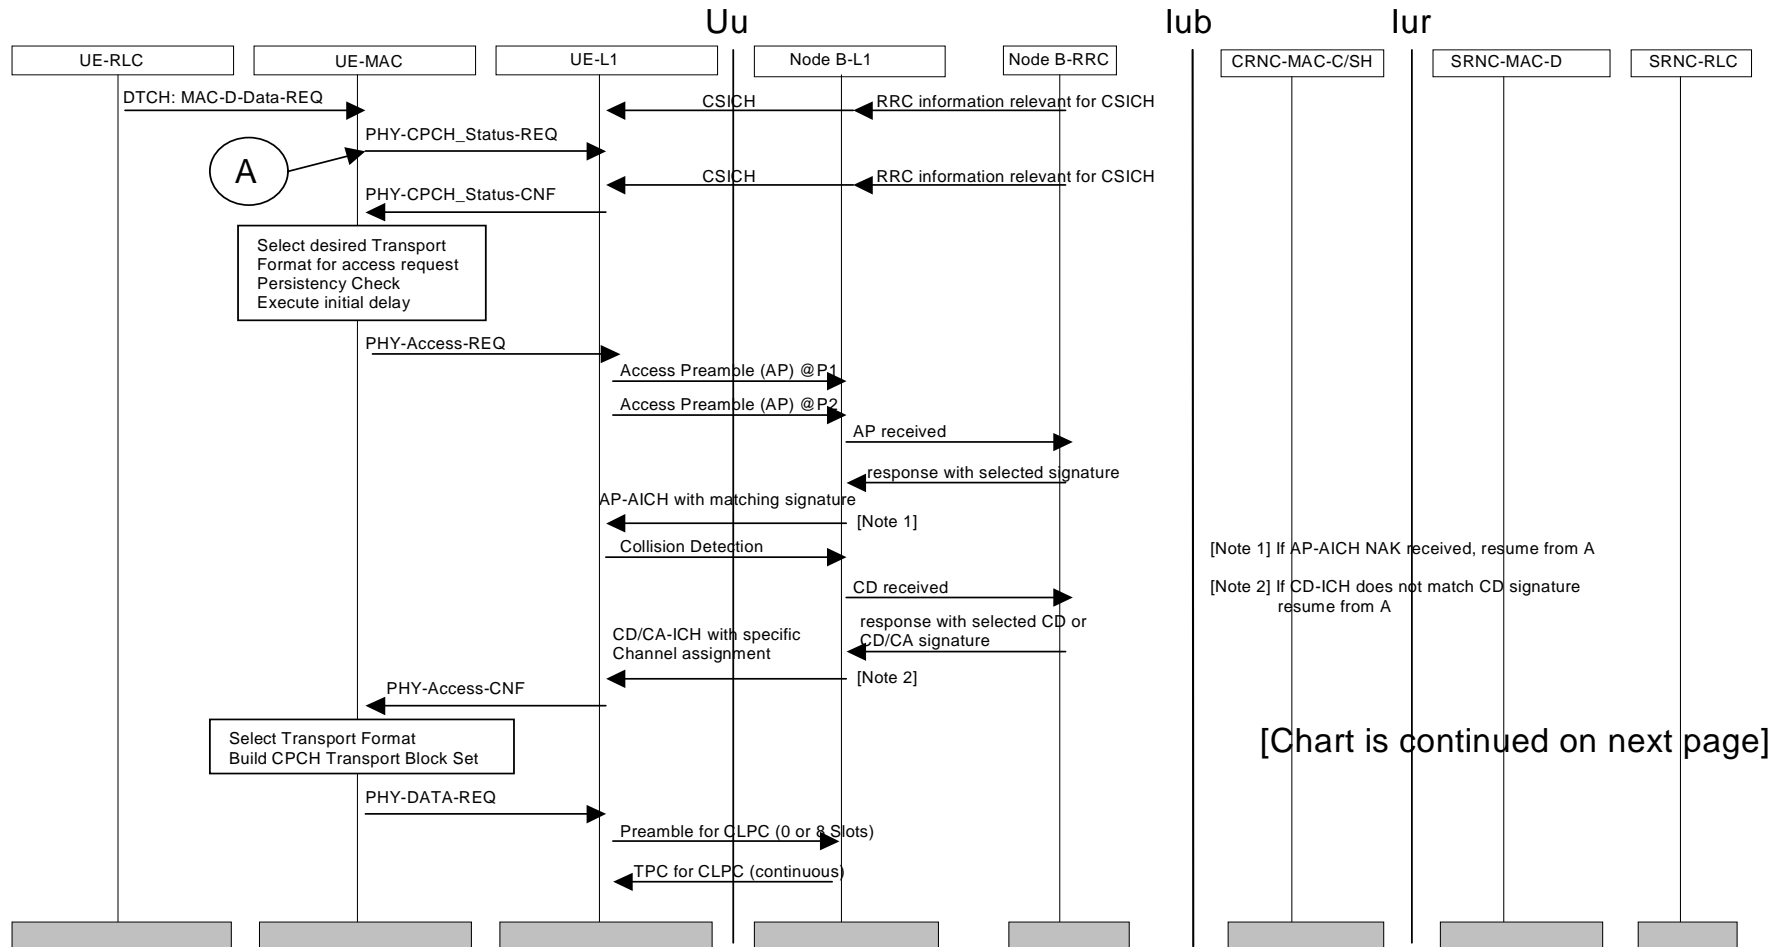 Uu
Iub
Iur
UE-RLC
UE-MAC
UE-L1
Node B-L1
Node B-RRC
CRNC-MAC-C/SH
SRNC-MAC-D
SRNC-RLC
DTCH: MAC-D-Data-REQ
CSICH
RRC information relevant for CSICH
PHY-CPCH_Status-REQ
A
CSICH
RRC information relevant for CSICH
PHY-CPCH_Status-CNF
Select desired Transport
Format for access request
Persistency Check
Execute initial delay
PHY-Access-REQ
Access Preamble (AP) @P1
Access Preamble (AP) @P2
AP received
response with selected signature
AP-AICH with matching signature
[Note 1]
Collision Detection
[Note 1] If AP-AICH NAK received, resume from A
CD received
[Note 2] If CD-ICH does not match CD signature
resume from A
response with selected CD or
CD/CA signature
CD/CA-ICH with specific
Channel assignment
[Note 2]
PHY-Access-CNF
Select Transport Format
Build CPCH Transport Block Set
[Chart is continued on next page]
PHY-DATA-REQ
Preamble for CLPC (0 or 8 Slots)
TPC for CLPC (continuous)